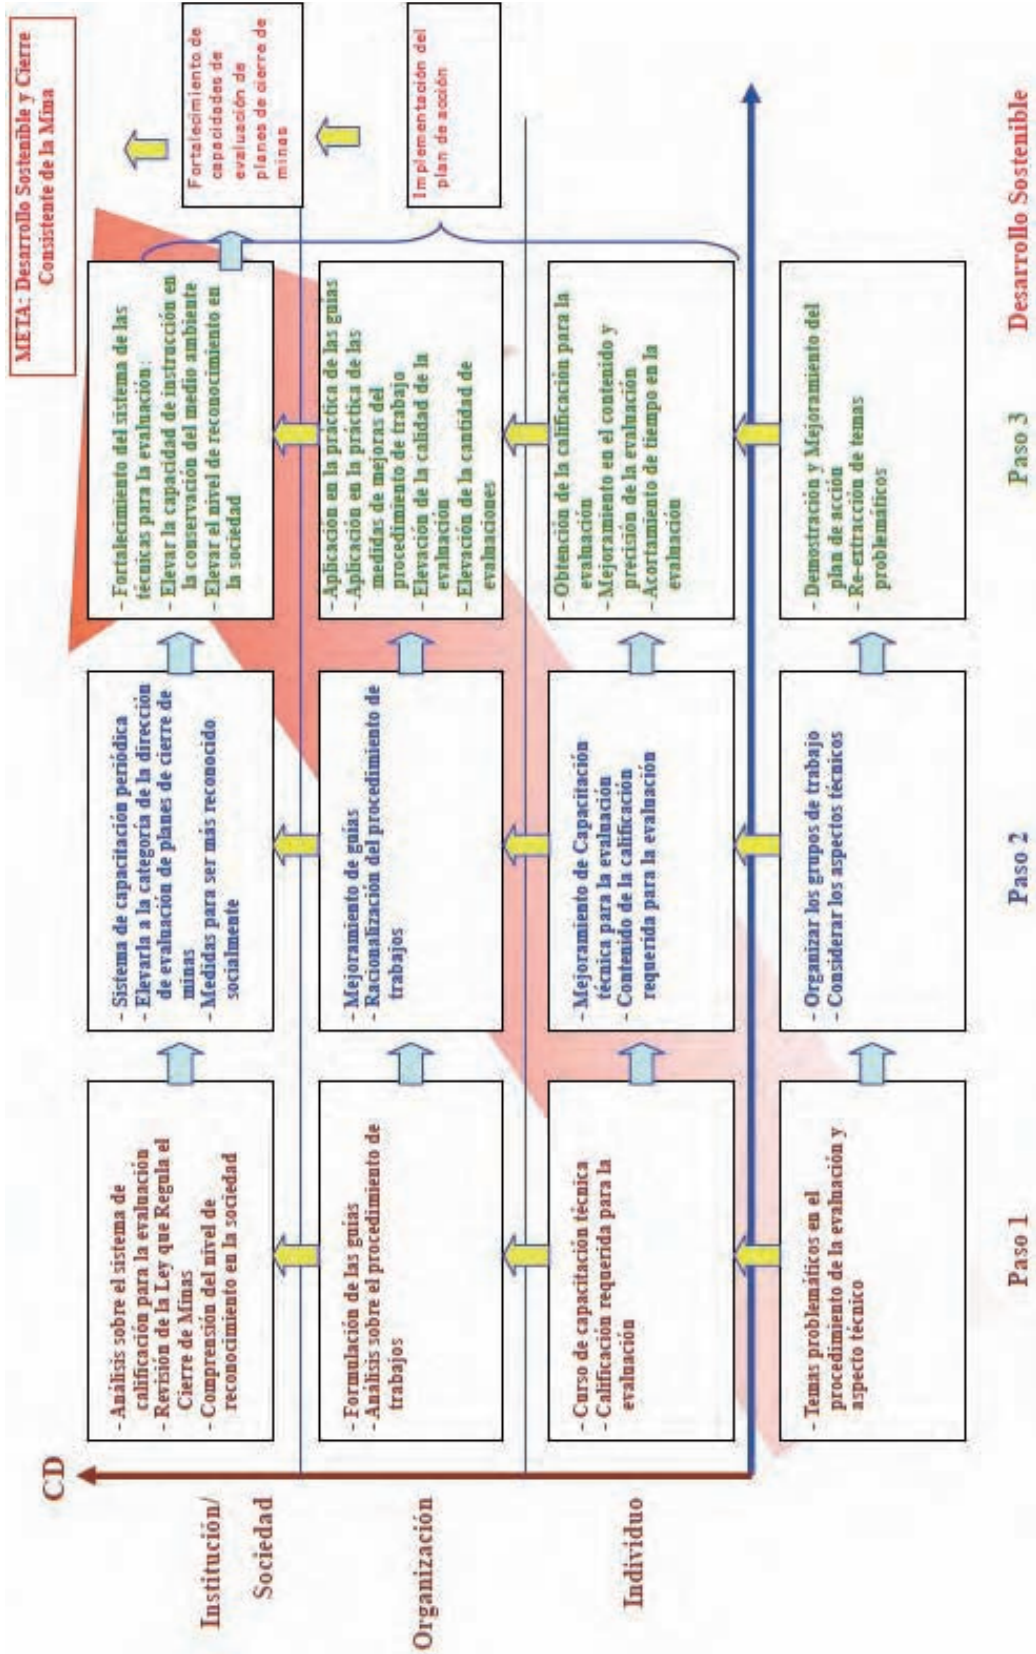 META: Desarrollo Sostenible y Cierre
Consistente de la Mina
CD
Institución/
Sociedad
- Análisis sobre el sistema de
calificación para la evaluación
- Revisión de la Ley que Regula el
Cierre de Minas
- Comprensión del nivel de
reconocimiento en la sociedad
- Sistema de capacitación periódica
- Elevarla a la categoría de la dirección
de evaluación de planes de cierre de
minas
- Medidas para ser más reconocido
socialmente
- Fortalecimiento del sistema de las
técnicas para la evaluación:
- Elevar la capacidad de instrucción en
la conservación del medio ambiente
- Elevar el nivel de reconocimiento en
la sociedad
Fortalecimiento de
capacidades de
evaluación de
planes de cierre de
minas
Organización
- Formulación de las guías
- Análisis sobre el procedimiento de
trabajos
- Mejoramiento de guías
- Racionalización del procedimiento de
trabajos
- Aplicación en la práctica de las guías
- Aplicación en la práctica de las
medidas de mejoras del
procedimiento de trabajo
- Elevación de la calidad de la
evaluación
- Elevación de la cantidad de
evaluaciones
Implementación del
plan de acción
Individuo
- Curso de capacitación técnica
- Calificación requerida para la
evaluación
- Mejoramiento de Capacitación
técnica para la evaluación
- Contenido de la calificación
requerida para la evaluación
- Obtención de la calificación para la
evaluación
- Mejoramiento en el contenido y
precisión de la evaluación
- Acortamiento de tiempo en la
evaluación
- Temas problemáticos en el
procedimiento de la evaluación y
aspecto técnico
- Organizar los grupos de trabajo
- Considerar los aspectos técnicos
- Demostración y Mejoramiento del
plan de acción
- Re-extracción de temas
problemáticos
Paso 1
Paso 2
Paso 3
Desarrollo Sostenible